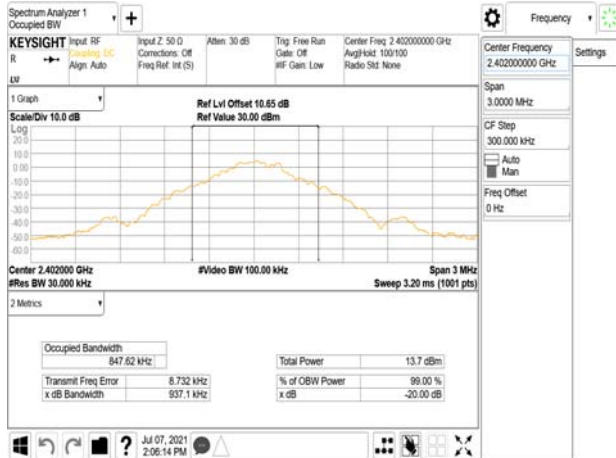 Spectrum Analyzer 1
Occupied BW
+
Frequency
KEYSIGHT
R
LVI
Input: RF
Coupling: DC
Align: Auto
Input Z: 50 Ω
Corrections: Off
Freq Ref: Int (S)
Atten: 30 dB
Trig: Free Run
Gate: Off
#IF Gain: Low
Center Freq: 2.402000000 GHz
Avg|Hold: 100/100
Radio Std: None
Center Frequency
2.402000000 GHz
Settings
Span
3.0000 MHz
CF Step
300.000 kHz
Auto
Man
Freq Offset
0 Hz
1 Graph
Scale/Div 10.0 dB
Ref Lvl Offset 10.65 dB
Ref Value 30.00 dBm
Log
20.0
10.0
0.00
-10.0
-20.0
-30.0
-40.0
-50.0
-60.0
Center 2.402000 GHz
#Res BW 30.000 kHz
#Video BW 100.00 kHz
Span 3 MHz
Sweep 3.20 ms (1001 pts)
2 Metrics
Occupied Bandwidth
847.62 kHz
Transmit Freq Error 8.732 kHz
x dB Bandwidth 937.1 kHz
Total Power 13.7 dBm
% of OBW Power 99.00 %
x dB -20.00 dB
?
Jul 07, 2021
2:06:14 PM